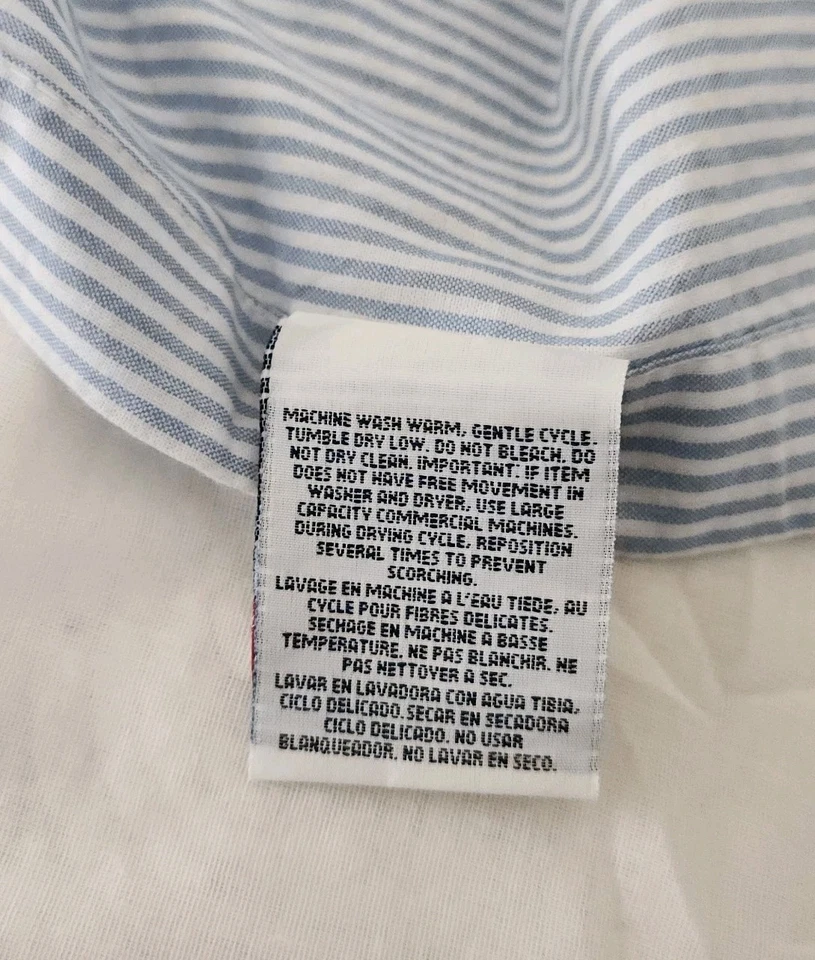 MACHINE WASH WARM, GENTLE CYCLE.
TUMBLE DRY LOW. DO NOT BLEACH. DO
NOT DRY CLEAN. IMPORTANT: IF ITEM
DOES NOT HAVE FREE MOVEMENT IN
WASHER AND DRYER, USE LARGE
CAPACITY COMMERCIAL MACHINES.
DURING DRYING CYCLE, REPOSITION
SEVERAL TIMES TO PREVENT
SCORCHING.
LAVAGE EN MACHINE A L'EAU TIEDE, AU
CYCLE POUR FIBRES DELICATES.
SECHAGE EN MACHINE A BASSE
TEMPERATURE. NE PAS BLANCHIR. NE
PAS NETTOYER A SEC.
LAVAR EN LAVADORA CON AGUA TIBIA,
CICLO DELICADO. SECAR EN SECADORA
CICLO DELICADO. NO USAR
BLANQUEADOR. NO LAVAR EN SECO.